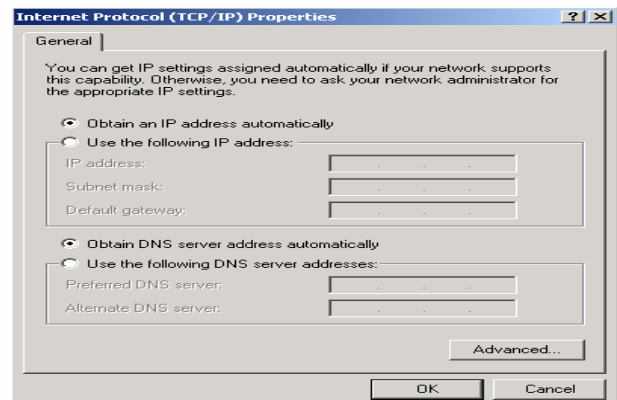 Internet Protocol (TCP/IP) Properties
General
You can get IP settings assigned automatically if your network supports
this capability. Otherwise, you need to ask your network administrator for
the appropriate IP settings.
Obtain an IP address automatically
Use the following IP address:
IP address:
Subnet mask:
Default gateway:
Obtain DNS server address automatically
Use the following DNS server addresses:
Preferred DNS server:
Alternate DNS server:
Advanced...
OK Cancel